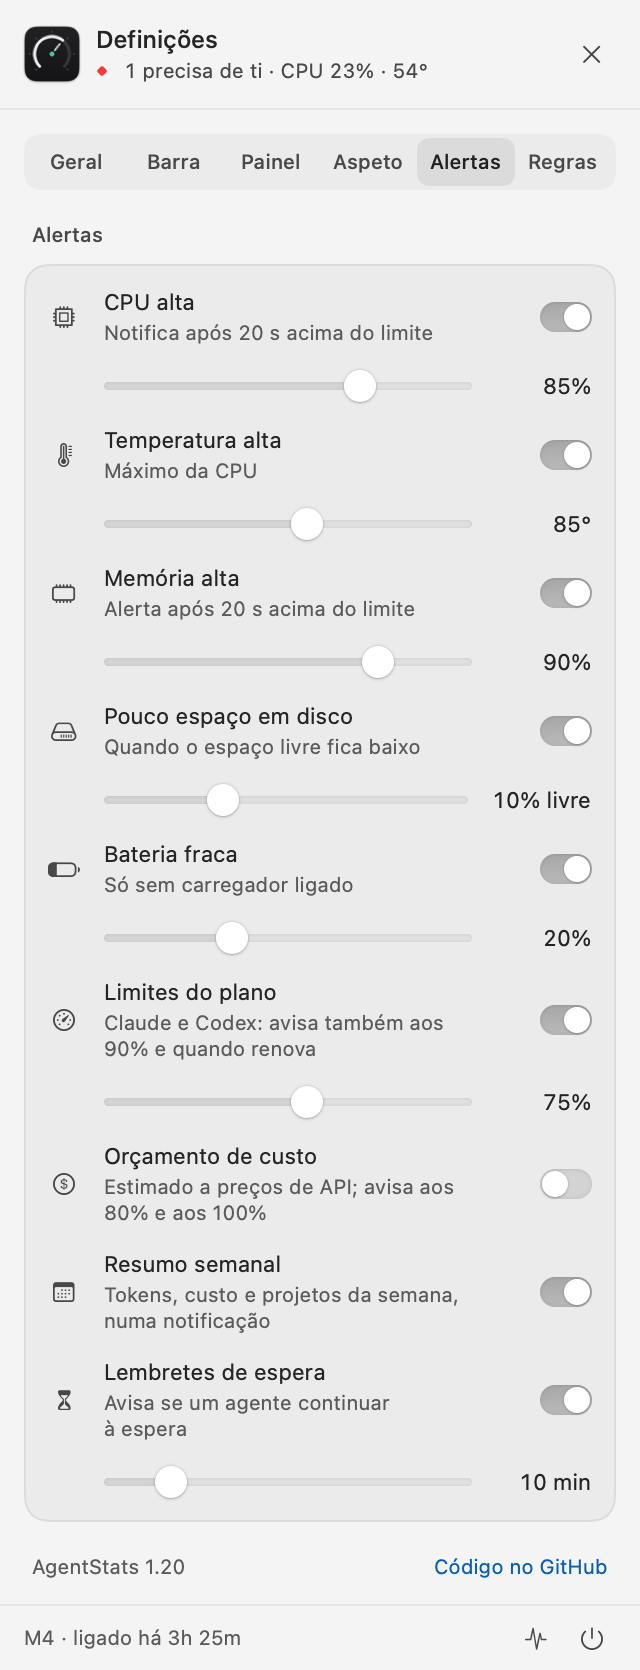 Definições
1 precisa de ti · CPU 23% · 54°
Geral Barra Painel Aspeto Alertas Regras
Alertas
CPU alta
Notifica após 20 s acima do limite
85%
Temperatura alta
Máximo da CPU
85°
Memória alta
Alerta após 20 s acima do limite
90%
Pouco espaço em disco
Quando o espaço livre fica baixo
10% livre
Bateria fraca
Só sem carregador ligado
20%
Limites do plano
Claude e Codex: avisa também aos
90% e quando renova
75%
Orçamento de custo
Estimado a preços de API; avisa aos
80% e aos 100%
Resumo semanal
Tokens, custo e projetos da semana,
numa notificação
Lembretes de espera
Avisa se um agente continuar
à espera
10 min
AgentStats 1.20
Código no GitHub
M4 · ligado há 3h 25m